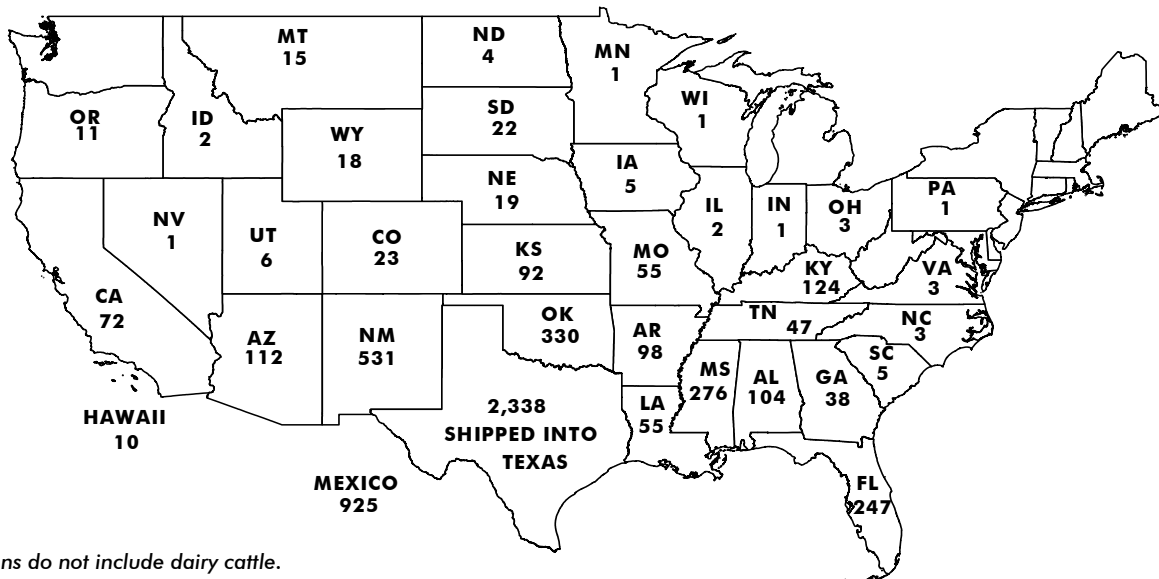 MT
15
ND
4
MN
1
OR
11
ID
2
WY
18
SD
22
WI
1
NV
1
UT
6
CO
23
NE
19
IA
5
IL
2
IN
1
OH
3
PA
1
CA
72
KS
92
MO
55
KY
124
VA
3
AZ
112
NM
531
OK
330
AR
98
TN 47
NC
3
SC
5
MS
276
AL
104
GA
38
LA
55
HAWAII
10
2,338
SHIPPED INTO
TEXAS
MEXICO
925
FL
247
ns do not include dairy cattle.